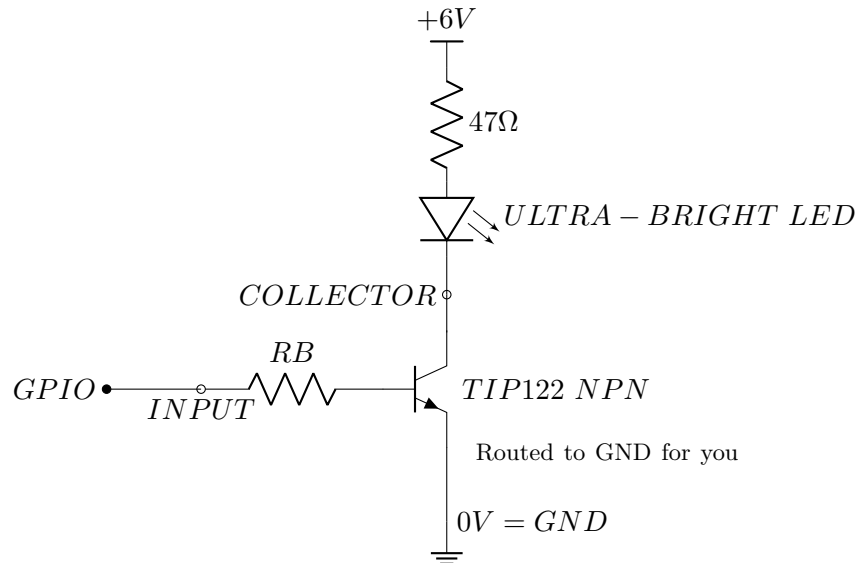 +6V
47Ω
ULTRA − BRIGHT LED
COLLECTOR
RB
GPIO
INPUT
TIP122 NPN
Routed to GND for you
0V = GND